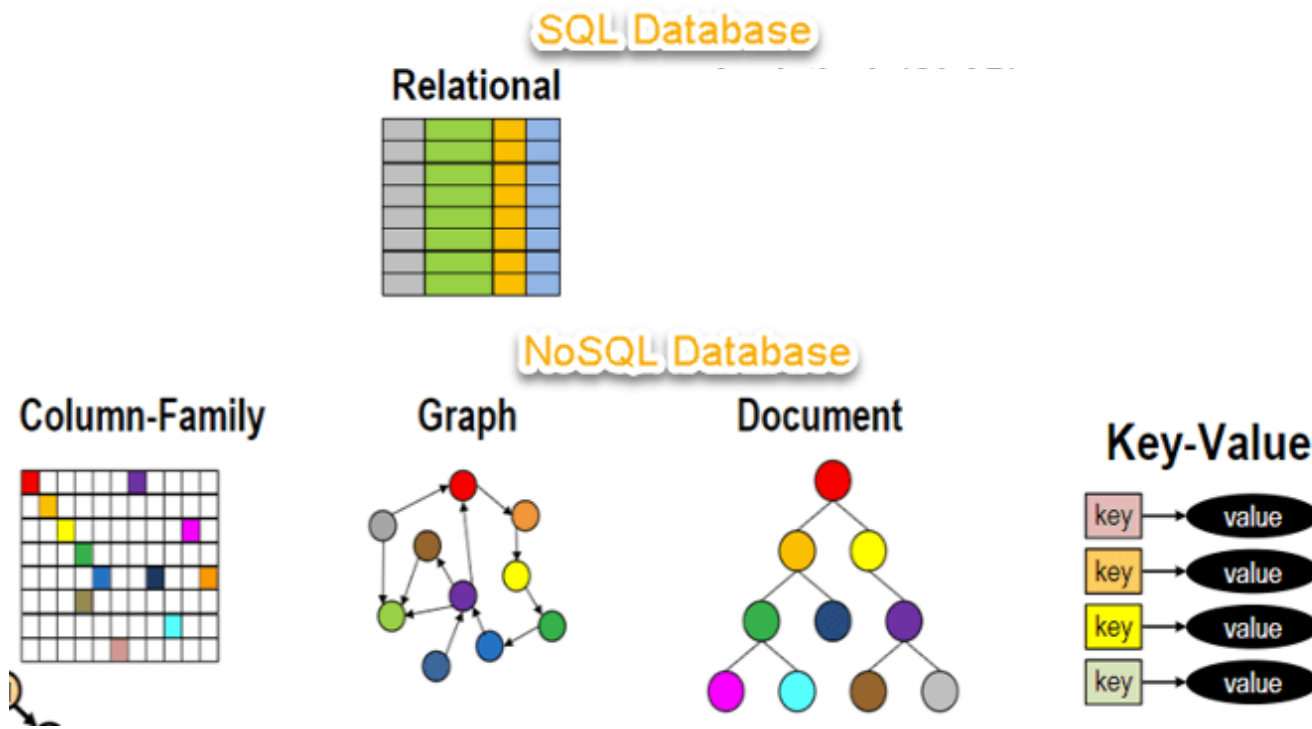 SQL Database
Relational
NoSQL Database
Column-Family
Graph
Document
Key-Value
key value
key value
key value
key value